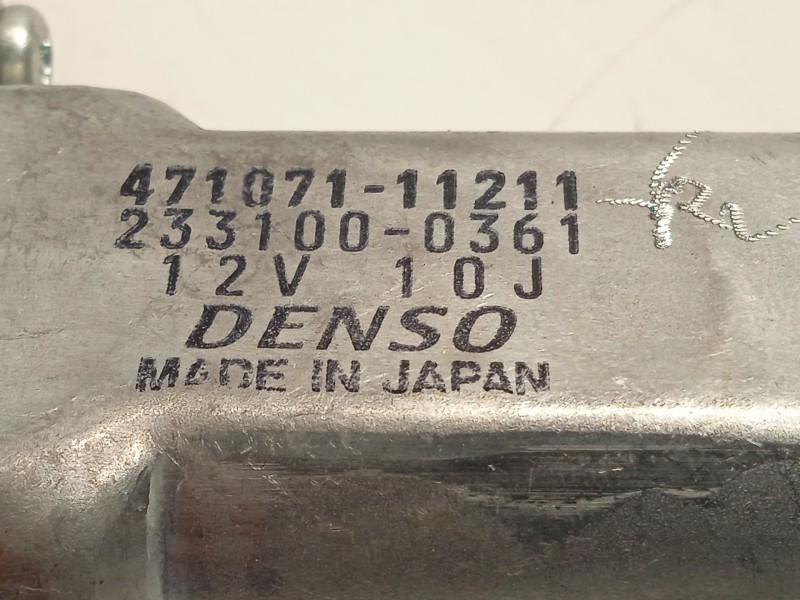 471071-11211
233100-0361
12V 10J
DENSO
MADE IN JAPAN